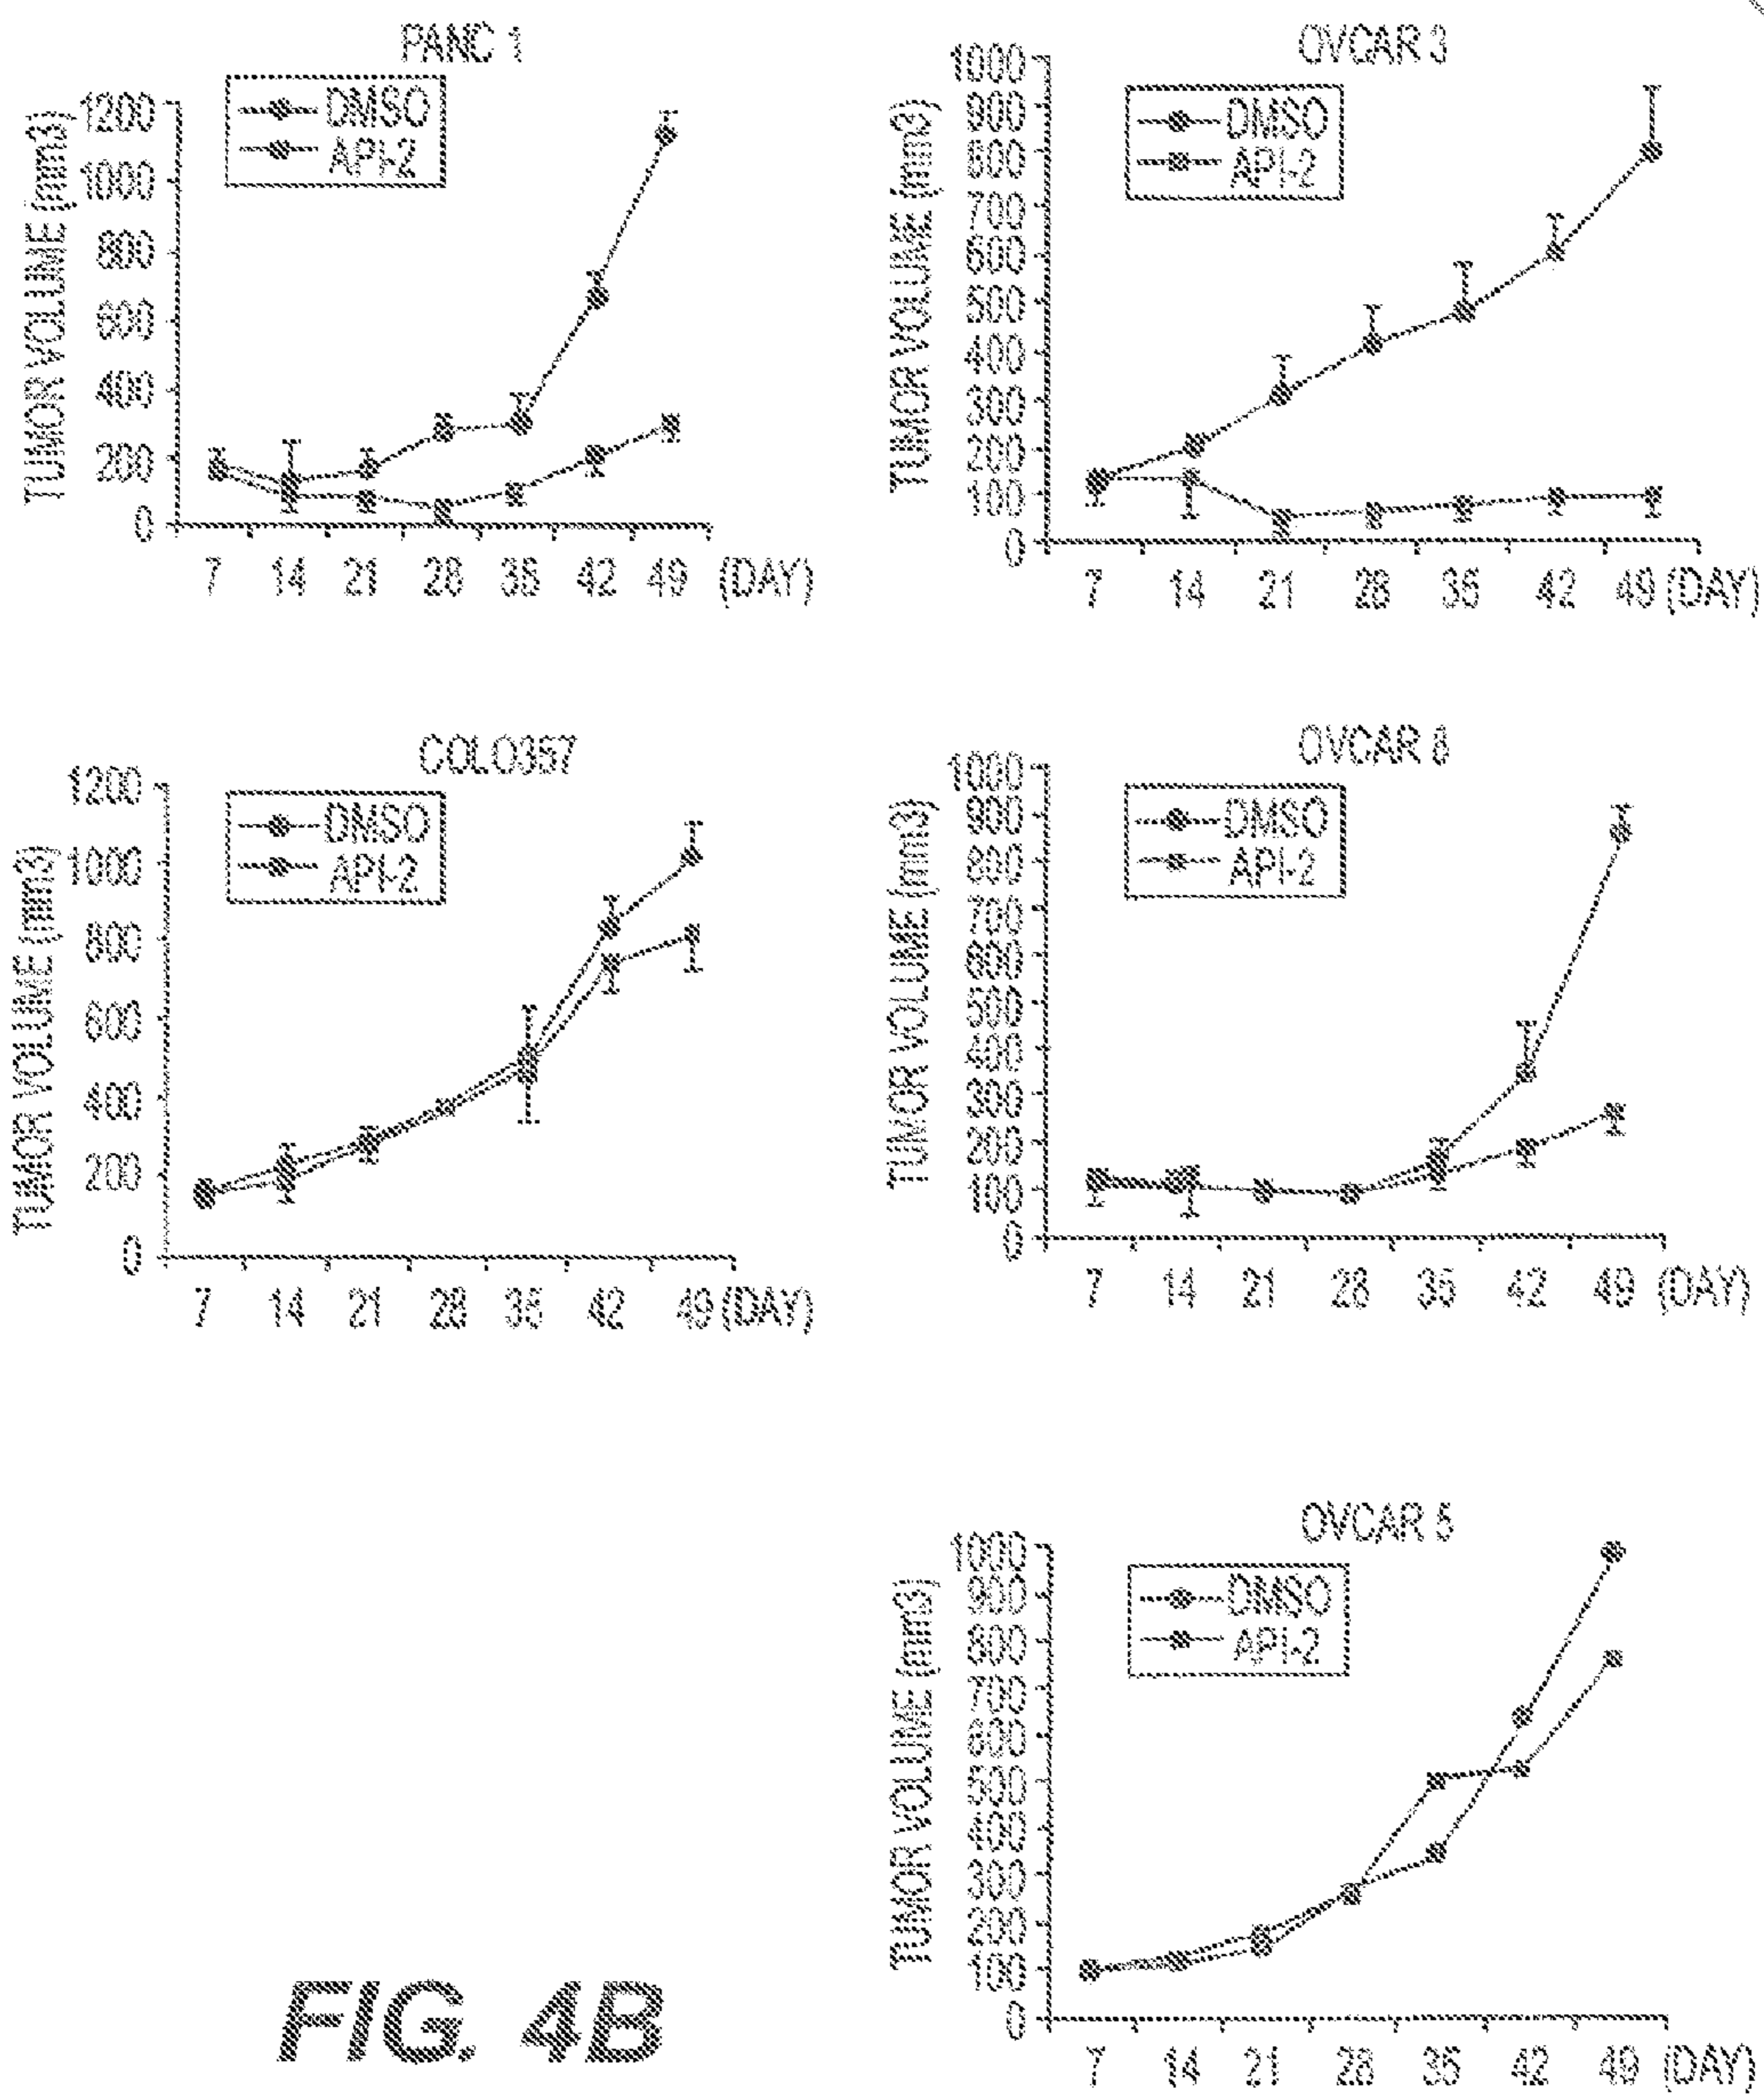 PANC 1
DMSO
API-2
TUMOR VOLUME (mm3)
1200
1000
800
600
400
200
0
7 14 21 28 35 42 49 (DAY)
OVCAR 3
DMSO
API-2
TUMOR VOLUME (mm3)
1000
900
800
700
600
500
400
300
200
100
0
7 14 21 28 35 42 49 (DAY)
COLO357
DMSO
API-2
TUMOR VOLUME (mm3)
1200
1000
800
600
400
200
0
7 14 21 28 35 42 49 (DAY)
OVCAR 8
DMSO
API-2
TUMOR VOLUME (mm3)
1000
900
800
700
600
500
400
300
200
100
0
7 14 21 28 35 42 49 (DAY)
OVCAR 5
DMSO
API-2
TUMOR VOLUME (mm3)
1000
900
800
700
600
500
400
300
200
100
0
7 14 21 28 35 42 49 (DAY)
FIG. 4B